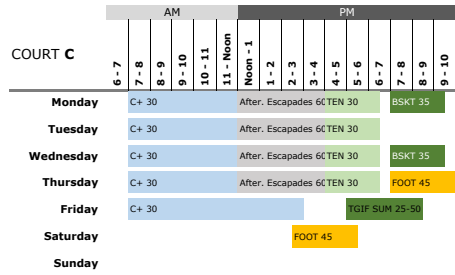 AM PM
COURT C
6 - 7 7 - 8 8 - 9 9 - 10 10 - 11 11 - Noon Noon - 1 1 - 2 2 - 3 3 - 4 4 - 5 5 - 6 6 - 7 7 - 8 8 - 9 9 - 10
Monday C+ 30 After. Escapades 60 TEN 30 BSKT 35
Tuesday C+ 30 After. Escapades 60 TEN 30
Wednesday C+ 30 After. Escapades 60 TEN 30 BSKT 35
Thursday C+ 30 After. Escapades 60 TEN 30 FOOT 45
Friday C+ 30 TGIF SUM 25-50
Saturday FOOT 45
Sunday